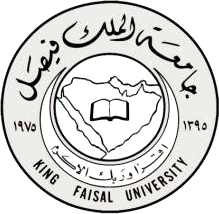 جامعة الملك فيصل
١٩٧٥ ١٣٩٥
اقرأ وربك الأكرم
KING FAISAL UNIVERSITY